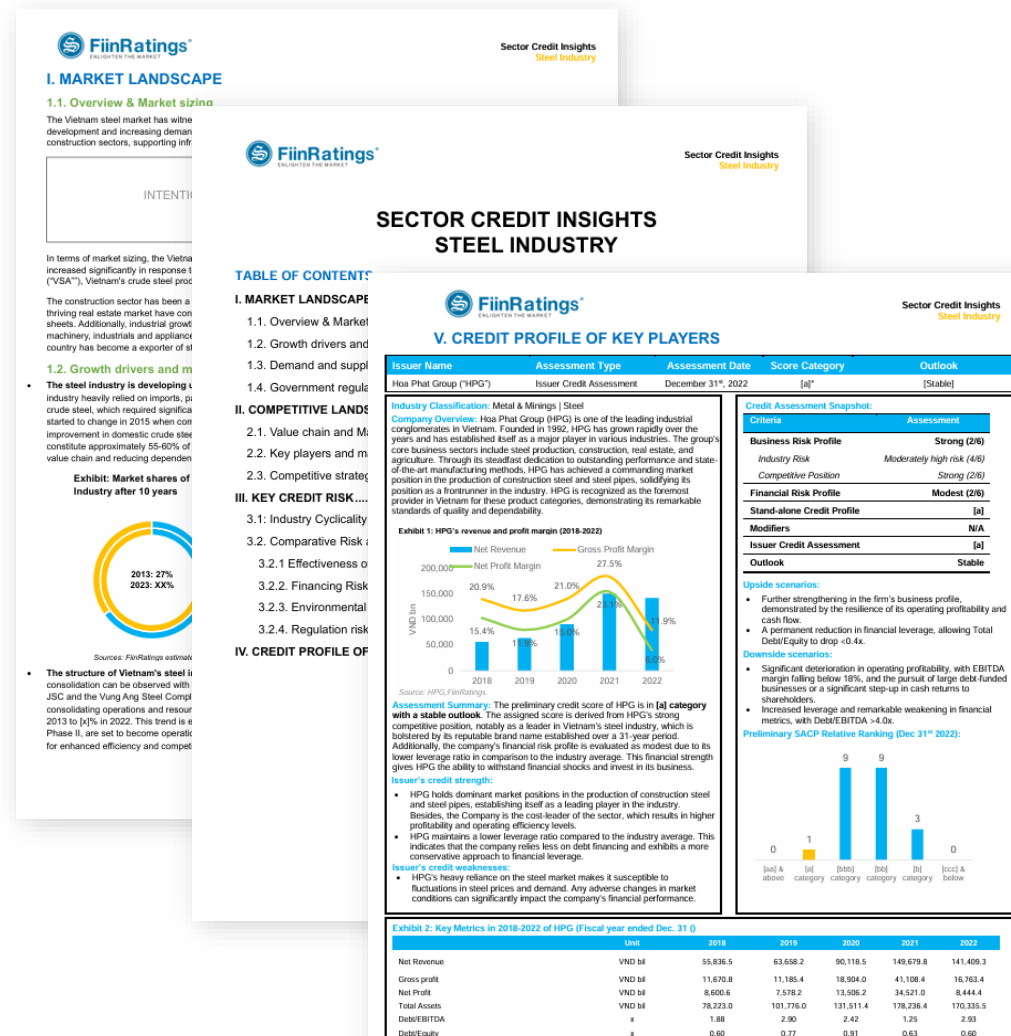 FiinRatings
ENLIGHTEN THE MARKET
Sector Credit Insights
Steel Industry
I. MARKET LANDSCAPE
1.1. Overview & Market sizing
The Vietnam steel market has
development and increasing
construction sectors, supporting
INTENTI
In terms of market sizing, the
increased significantly in response
("VSA""), Vietnam's crude steel
The construction sector has been a
thriving real estate market have
sheets. Additionally, industrial
machinery, industrials and
country has become a exporter of
1.2. Growth drivers and
• The steel industry is developing
industry heavily relied on imports,
crude steel, which required
started to change in 2015 when
improvement in domestic crude
constitute approximately 55-60% of
value chain and reducing
Exhibit: Market shares of
Industry after 10 years
2013: 27%
2023: XX%
Sources: FiinRatings
• The structure of Vietnam's steel
consolidation can be observed with
JSC and the Vung Ang Steel
consolidating operations and
2013 to [x]% in 2022. This trend is
Phase II, are set to become
for enhanced efficiency and
FiinRatings
ENLIGHTEN THE MARKET
Sector Credit Insights
Steel Industry
SECTOR CREDIT INSIGHTS
STEEL INDUSTRY
TABLE OF CONTENTS
I. MARKET LANDSCAPE
1.1. Overview & Market
1.2. Growth drivers and
1.3. Demand and
1.4. Government
II. COMPETITIVE
2.1. Value chain and
2.2. Key players and
2.3. Competitive
III. KEY CREDIT RISK....
3.1: Industry Cyclicality
3.2. Comparative Risk
3.2.1 Effectiveness
3.2.2. Financing Risk
3.2.3. Environmental
3.2.4. Regulation risk
IV. CREDIT PROFILE OF
FiinRatings
ENLIGHTEN THE MARKET
Sector Credit Insights
Steel Industry
V. CREDIT PROFILE OF KEY PLAYERS
Issuer Name Assessment Type Assessment Date Score Category Outlook
Hoa Phat Group ("HPG") Issuer Credit Assessment December 31st, 2022 [a]* [Stable]
Industry Classification: Metal & Minings | Steel
Company Overview: Hoa Phat Group (HPG) is one of the leading industrial
conglomerates in Vietnam. Founded in 1992, HPG has grown rapidly over the
years and has established itself as a major player in various industries. The group's
core business sectors include steel production, construction, real estate, and
agriculture. Through its steadfast dedication to outstanding performance and state-
of-the-art manufacturing methods, HPG has achieved a commanding market
position in the production of construction steel and steel pipes, solidifying its
position as a frontrunner in the industry. HPG is recognized as the foremost
provider in Vietnam for these product categories, demonstrating its remarkable
standards of quality and dependability.
Exhibit 1: HPG's revenue and profit margin (2018-2022)
Net Revenue Gross Profit Margin
Net Profit Margin
VND bn
200,000
150,000
100,000
50,000
0
20.9% 17.6% 21.0% 27.5% 11.9%
15.4% 11.9% 15.0% 23.1% 6.0%
2018 2019 2020 2021 2022
Source: HPG,FiinRatings.
Assessment Summary: The preliminary credit score of HPG is in [a] category
with a stable outlook. The assigned score is derived from HPG's strong
competitive position, notably as a leader in Vietnam's steel industry, which is
bolstered by its reputable brand name established over a 31-year period.
Additionally, the company's financial risk profile is evaluated as modest due to its
lower leverage ratio in comparison to the industry average. This financial strength
gives HPG the ability to withstand financial shocks and invest in its business.
Issuer's credit strength:
• HPG holds dominant market positions in the production of construction steel
and steel pipes, establishing itself as a leading player in the industry.
Besides, the Company is the cost-leader of the sector, which results in higher
profitability and operating efficiency levels.
• HPG maintains a lower leverage ratio compared to the industry average. This
indicates that the company relies less on debt financing and exhibits a more
conservative approach to financial leverage.
Issuer's credit weaknesses:
• HPG's heavy reliance on the steel market makes it susceptible to
fluctuations in steel prices and demand. Any adverse changes in market
conditions can significantly impact the company's financial performance.
Credit Assessment Snapshot:
Criteria Assessment
Business Risk Profile Strong (2/6)
Industry Risk Moderately high risk (4/6)
Competitive Position Strong (2/6)
Financial Risk Profile Modest (2/6)
Stand-alone Credit Profile [a]
Modifiers N/A
Issuer Credit Assessment [a]
Outlook Stable
Upside scenarios:
• Further strengthening in the firm's business profile,
demonstrated by the resilience of its operating profitability and
cash flow.
• A permanent reduction in financial leverage, allowing Total
Debt/Equity to drop <0.4x.
Downside scenarios:
• Significant deterioration in operating profitability, with EBITDA
margin falling below 18%, and the pursuit of large debt-funded
businesses or a significant step-up in cash returns to
shareholders.
• Increased leverage and remarkable weakening in financial
metrics, with Debt/EBITDA >4.0x.
Preliminary SACP Relative Ranking (Dec 31st 2022):
0 1 9 9 3 0
[aa] & above [a] category [bbb] category [bb] category [b] category [ccc] & below
Exhibit 2: Key Metrics in 2018-2022 of HPG (Fiscal year ended Dec. 31 ()
Unit 2018 2019 2020 2021 2022
Net Revenue VND bil 55,836.5 63,658.2 90,118.5 149,679.8 141,409.3
Gross profit VND bil 11,670.8 11,185.4 18,904.0 41,108.4 16,763.4
Net Profit VND bil 8,600.6 7,578.2 13,506.2 34,521.0 8,444.4
Total Assets VND bil 78,223.0 101,776.0 131,511.4 178,236.4 170,335.5
Debt/EBITDA x 1.88 2.90 2.42 1.25 2.93
Debt/Equity x 0.60 0.77 0.91 0.63 0.60